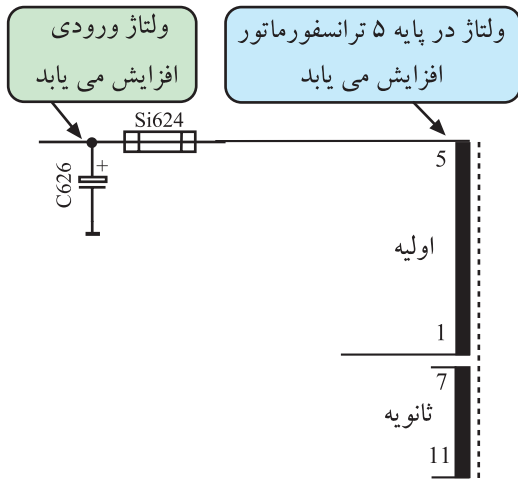 ولتاژ ورودی
افزایش می یابد
ولتاژ در پایه ۵ ترانسفورماتور
افزایش می یابد
Si624
+
C626
5
اولیه
1
7
ثانویه
11